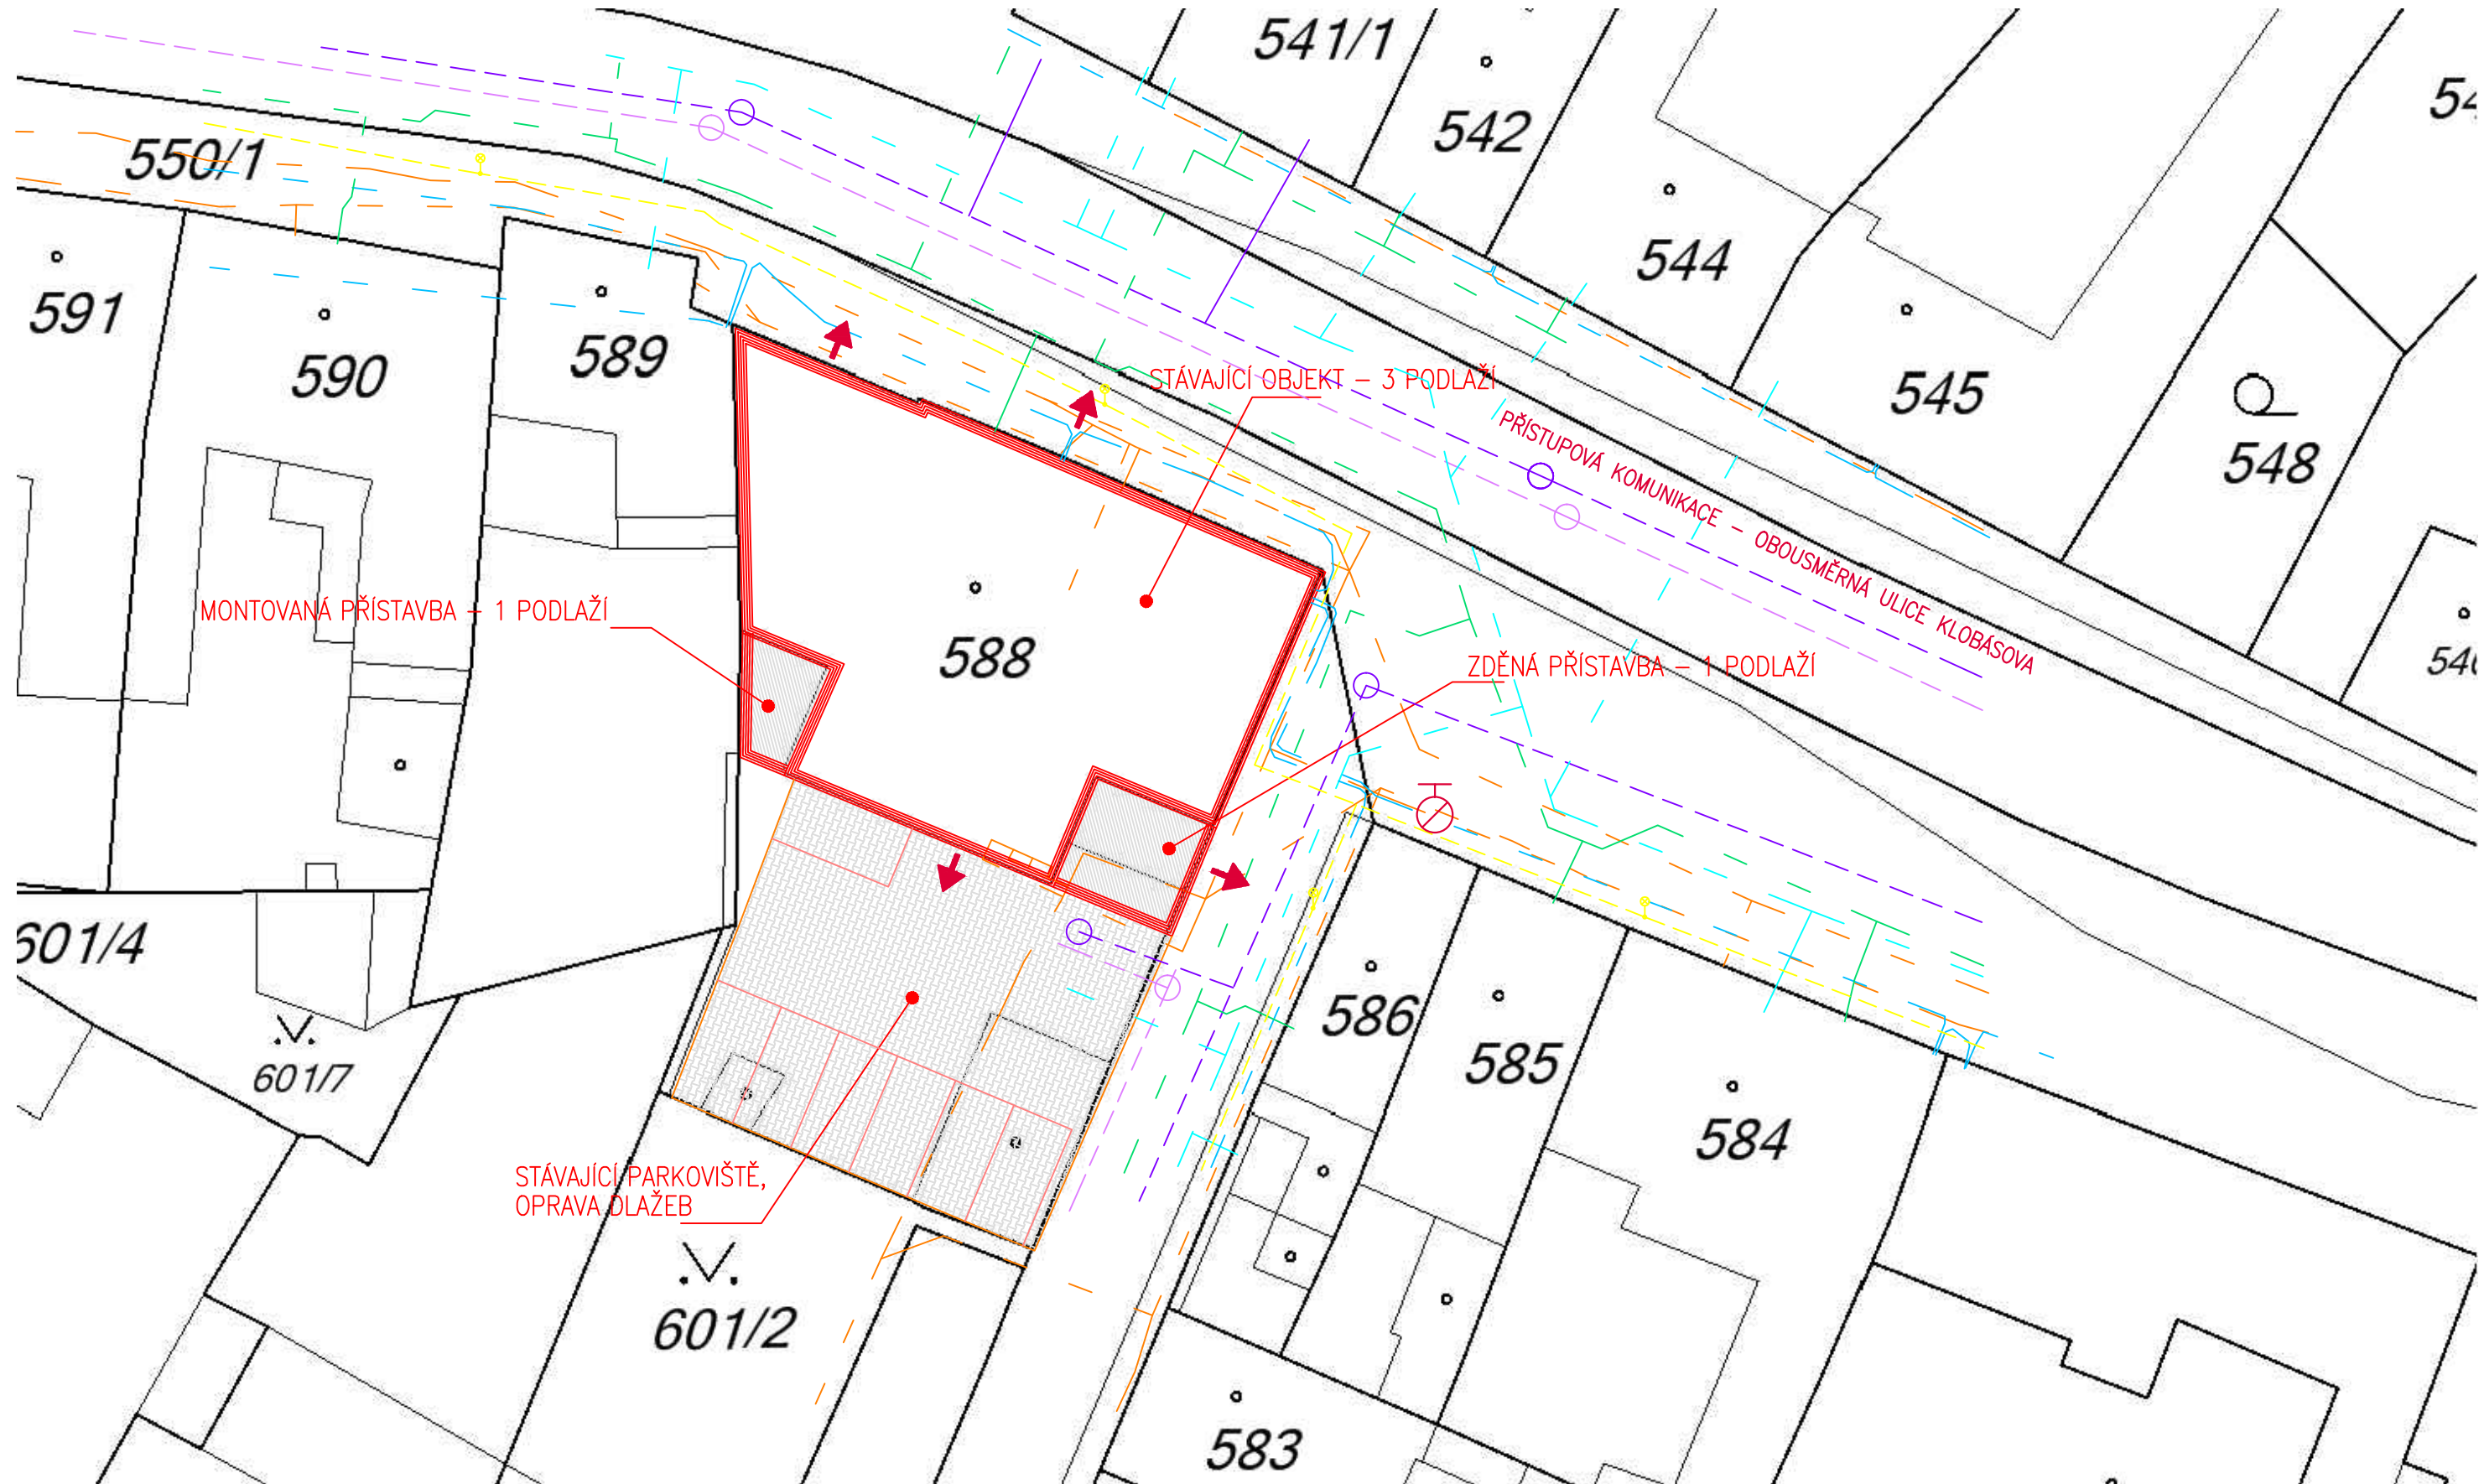 541/1
542
550/1
544
591
590
589
545
548
STÁVAJÍCÍ OBJEKT – 3 PODLAŽÍ
PŘÍSTUPOVÁ KOMUNIKACE – OBOUSMĚRNÁ ULICE KLOBÁSOVA
MONTOVANÁ PŘÍSTAVBA – 1 PODLAŽÍ
588
ZDĚNÁ PŘÍSTAVBA – 1 PODLAŽÍ
601/4
586
585
601/7
584
STÁVAJÍCÍ PARKOVIŠTĚ,
OPRAVA DLAŽEB
601/2
583